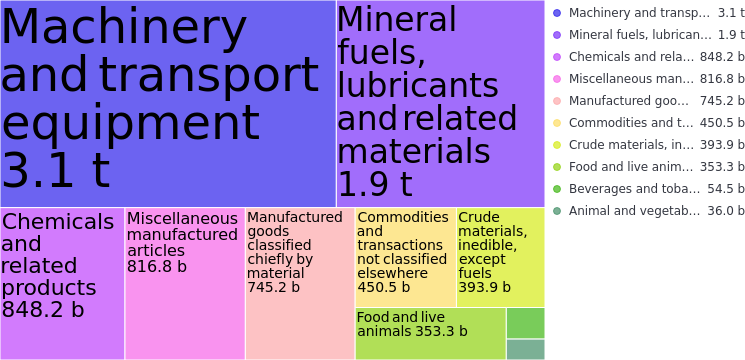 Machinery
and transport
equipment
3.1 t
Mineral
fuels,
lubricants
and related
materials
1.9 t
Chemicals
and
related
products
848.2 b
Miscellaneous
manufactured
articles
816.8 b
Manufactured
goods
classified
chiefly by
material
745.2 b
Commodities
and
transactions
not classified
elsewhere
450.5 b
Crude
materials,
inedible,
except
fuels
393.9 b
Food and live
animals 353.3 b
Machinery and transp... 3.1 t
Mineral fuels, lubrican... 1.9 t
Chemicals and rela... 848.2 b
Miscellaneous man... 816.8 b
Manufactured goo... 745.2 b
Commodities and t... 450.5 b
Crude materials, in... 393.9 b
Food and live anim... 353.3 b
Beverages and toba... 54.5 b
Animal and vegetab... 36.0 b